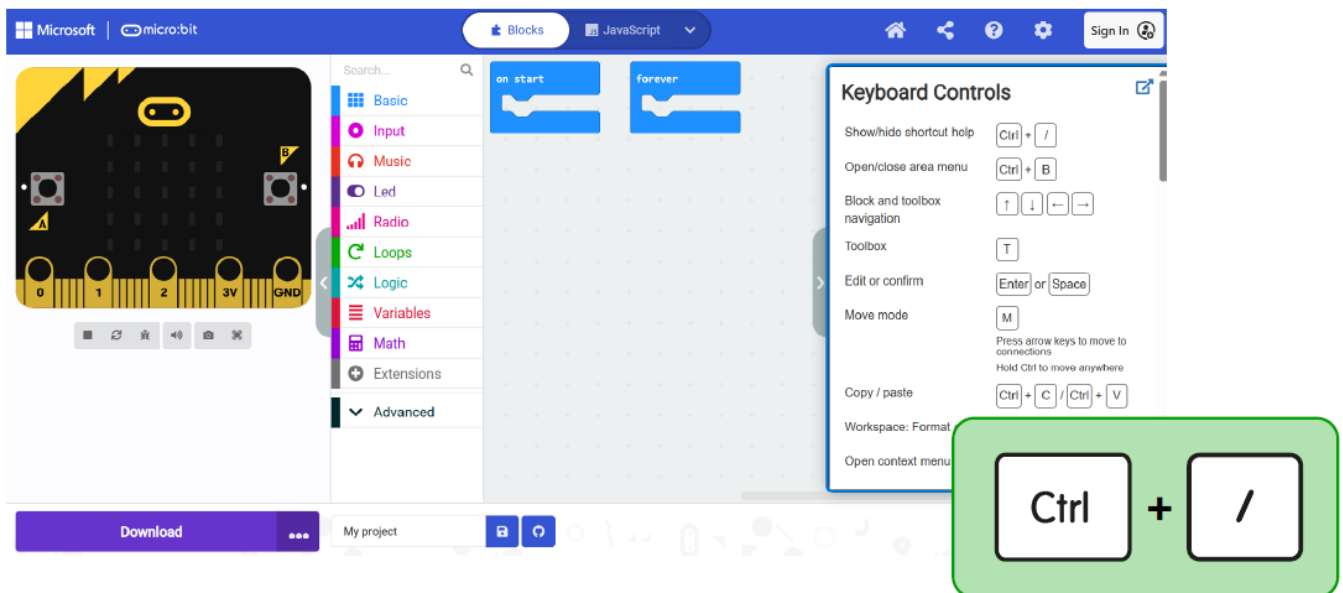 Microsoft micro:bit Blocks JavaScript Sign In
B
A
0 1 2 3V GND
Search...
Basic
Input
Music
Led
Radio
Loops
Logic
Variables
Math
Extensions
Advanced
on start forever
Keyboard Controls
Show/hide shortcut help Ctrl + /
Open/close area menu Ctrl + B
Block and toolbox
navigation ↑ ↓ ← →
Toolbox T
Edit or confirm Enter or Space
Move mode M
Press arrow keys to move to
connections
Hold Ctrl to move anywhere
Copy / paste Ctrl + C / Ctrl + V
Workspace: Format
Open context menu
Download
My project
Ctrl + /